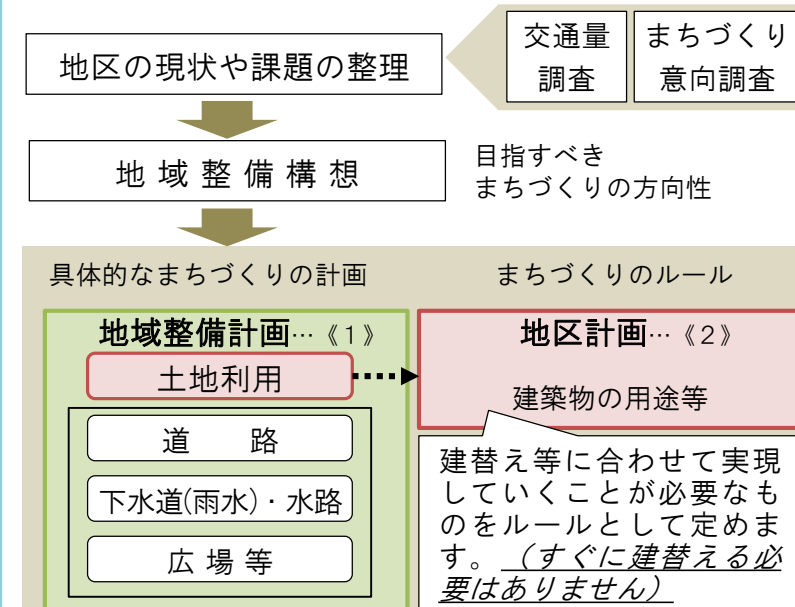 地区の現状や課題の整理
交通量
調査
まちづくり
意向調査
地域整備構想
目指すべき
まちづくりの方向性
具体的なまちづくりの計画
まちづくりのルール
地域整備計画…《1》
土地利用
道　路
下水道(雨水)・水路
広場等
地区計画…《2》
建築物の用途等
建替え等に合わせて実現
していくことが必要なも
のをルールとして定めま
す。（すぐに建替える必
要はありません）